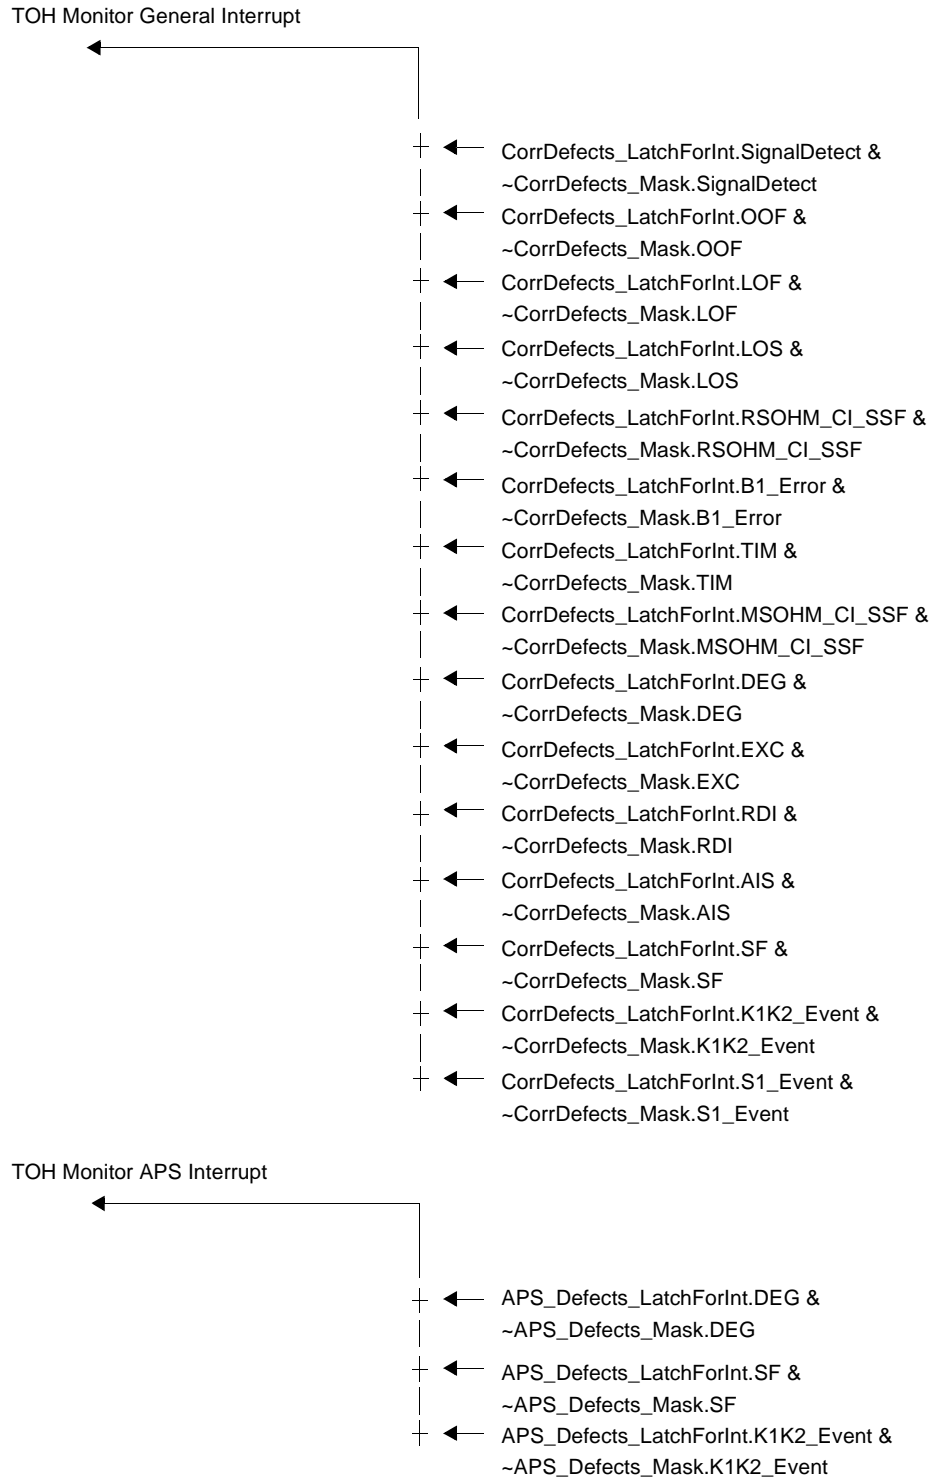 TOH Monitor General Interrupt
CorrDefects_LatchForInt.SignalDetect &
~CorrDefects_Mask.SignalDetect
CorrDefects_LatchForInt.OOF &
~CorrDefects_Mask.OOF
CorrDefects_LatchForInt.LOF &
~CorrDefects_Mask.LOF
CorrDefects_LatchForInt.LOS &
~CorrDefects_Mask.LOS
CorrDefects_LatchForInt.RSOHM_CI_SSF &
~CorrDefects_Mask.RSOHM_CI_SSF
CorrDefects_LatchForInt.B1_Error &
~CorrDefects_Mask.B1_Error
CorrDefects_LatchForInt.TIM &
~CorrDefects_Mask.TIM
CorrDefects_LatchForInt.MSOHM_CI_SSF &
~CorrDefects_Mask.MSOHM_CI_SSF
CorrDefects_LatchForInt.DEG &
~CorrDefects_Mask.DEG
CorrDefects_LatchForInt.EXC &
~CorrDefects_Mask.EXC
CorrDefects_LatchForInt.RDI &
~CorrDefects_Mask.RDI
CorrDefects_LatchForInt.AIS &
~CorrDefects_Mask.AIS
CorrDefects_LatchForInt.SF &
~CorrDefects_Mask.SF
CorrDefects_LatchForInt.K1K2_Event &
~CorrDefects_Mask.K1K2_Event
CorrDefects_LatchForInt.S1_Event &
~CorrDefects_Mask.S1_Event
TOH Monitor APS Interrupt
APS_Defects_LatchForInt.DEG &
~APS_Defects_Mask.DEG
APS_Defects_LatchForInt.SF &
~APS_Defects_Mask.SF
APS_Defects_LatchForInt.K1K2_Event &
~APS_Defects_Mask.K1K2_Event